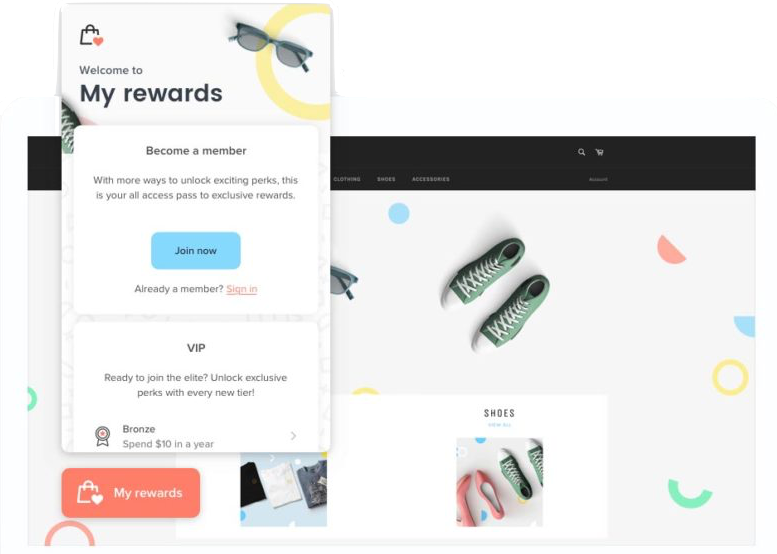 Welcome to
My rewards
Become a member
With more ways to unlock exciting perks, this
is your all access pass to exclusive rewards.
Join now
Already a member? Sign in
VIP
Ready to join the elite? Unlock exclusive
perks with every new tier!
Bronze
Spend $10 in a year
My rewards
CLOTHING SHOES ACCESSORIES
Account
SHOES
VIEW ALL